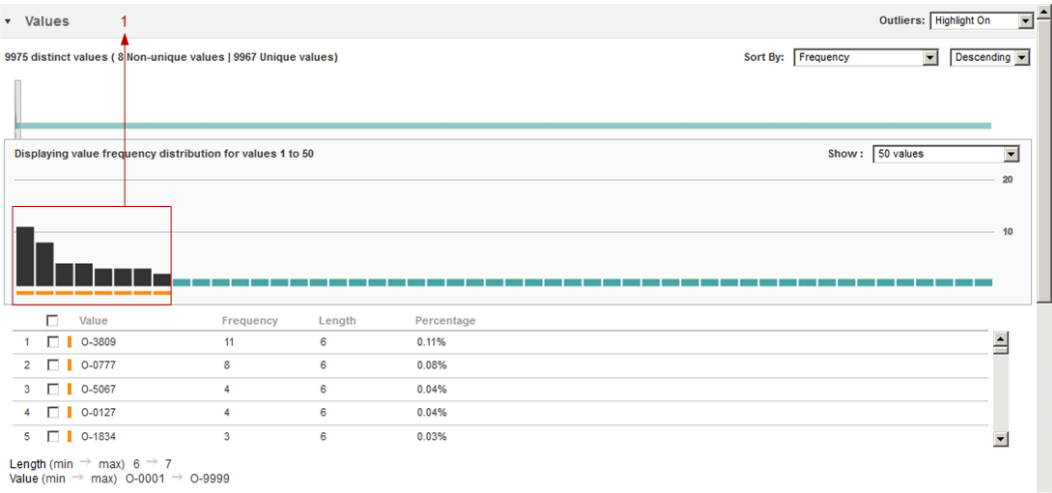 Values 1 Outliers: Highlight On
9975 distinct values ( 8 Non-unique values | 9967 Unique values) Sort By: Frequency Descending
Displaying value frequency distribution for values 1 to 50 Show : 50 values
20
10
Value Frequency Length Percentage
1 O-3809 11 6 0.11%
2 O-0777 8 6 0.08%
3 O-5067 4 6 0.04%
4 O-0127 4 6 0.04%
5 O-1834 3 6 0.03%
Length (min → max) 6 → 7
Value (min → max) O-0001 → O-9999